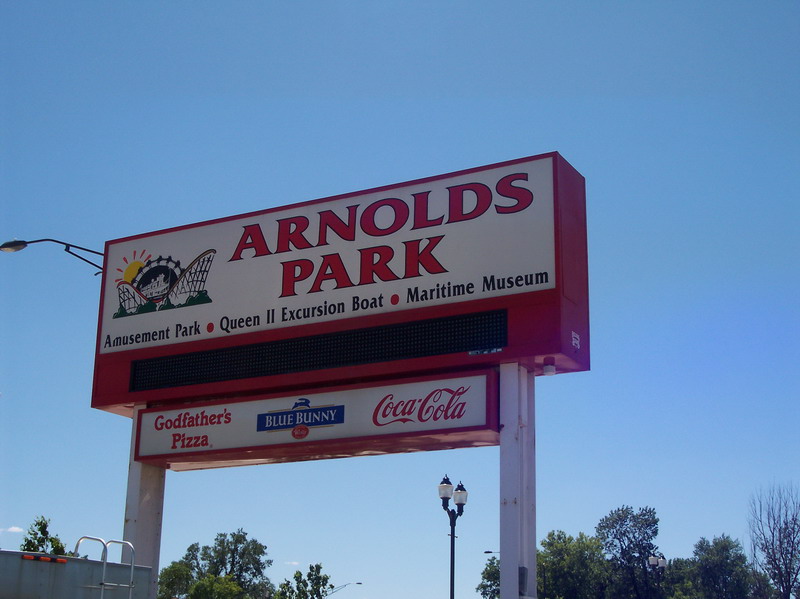 ARNOLDS
PARK
Amusement Park • Queen II Excursion Boat • Maritime Museum
Godfather's
Pizza
BLUE BUNNY
Coca-Cola